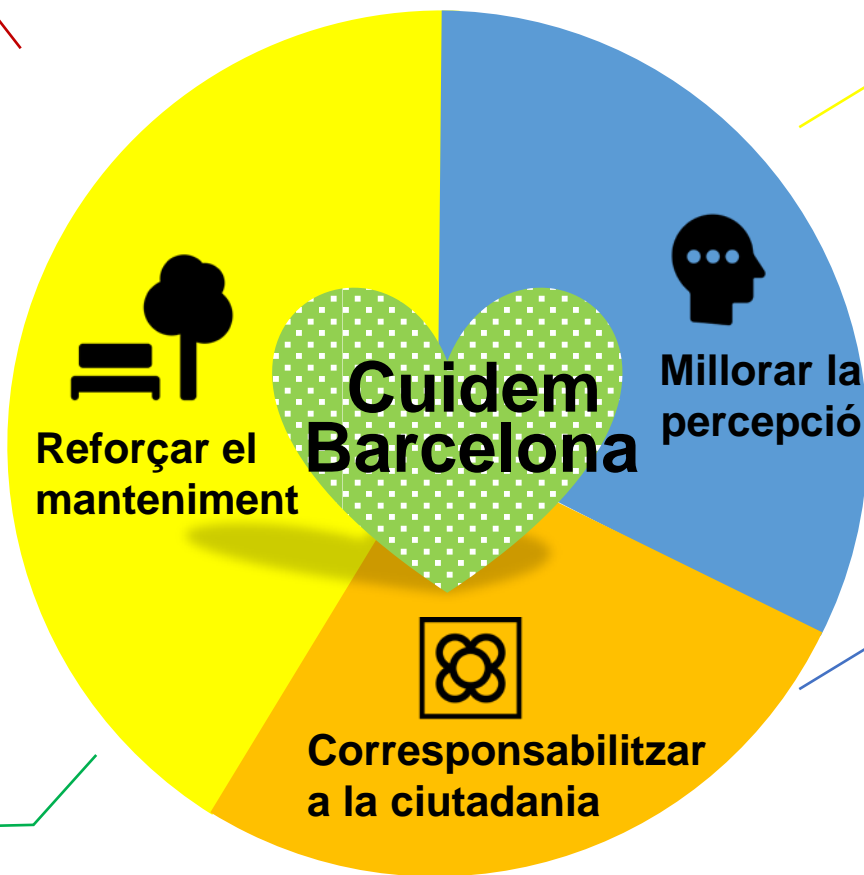 Cuidem
Barcelona
Millorar la
percepció
Reforçar el
manteniment
Corresponsabilitzar
a la ciutadania